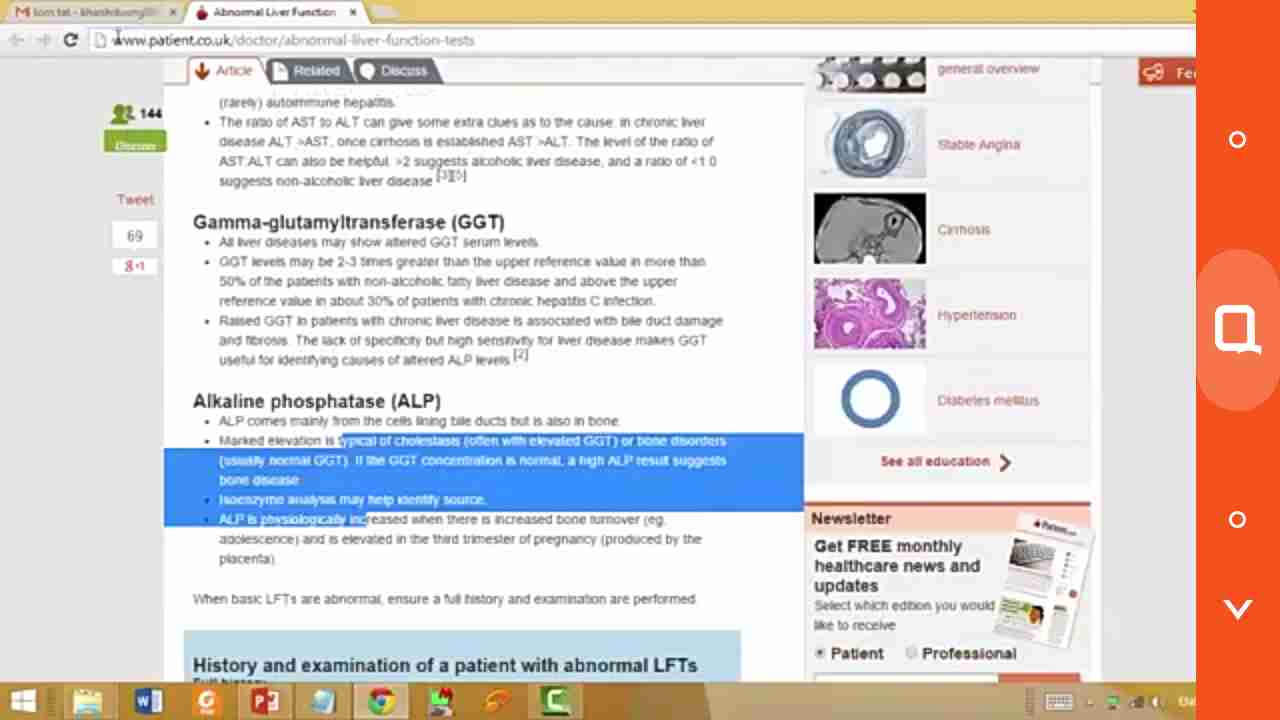 Abnormal Liver Function
www.patient.co.uk/doctor/abnormal-liver-function-tests
Article
Related
Discuss
144
Discuss
Tweet
69
8+1
(rarely) autoimmune hepatitis.
The ratio of AST to ALT can give some extra clues as to the cause: in chronic liver
disease ALT >AST, once cirrhosis is established AST >ALT. The level of the ratio of
AST:ALT can also be helpful: >2 suggests alcoholic liver disease, and a ratio of <1.0
suggests non-alcoholic liver disease.[3][5]
Gamma-glutamyltransferase (GGT)
All liver diseases may show altered GGT serum levels.
GGT levels may be 2-3 times greater than the upper reference value in more than
50% of the patients with non-alcoholic fatty liver disease and above the upper
reference value in about 30% of patients with chronic hepatitis C infection.
Raised GGT in patients with chronic liver disease is associated with bile duct damage
and fibrosis. The lack of specificity but high sensitivity for liver disease makes GGT
useful for identifying causes of altered ALP levels.[2]
Alkaline phosphatase (ALP)
ALP comes mainly from the cells lining bile ducts but is also in bone.
Marked elevation is typical of cholestasis (often with elevated GGT) or bone disorders
(usually normal GGT). If the GGT concentration is normal, a high ALP result suggests
bone disease.
Isoenzyme analysis may help identify source.
ALP is physiologically increased when there is increased bone turnover (eg,
adolescence) and is elevated in the third trimester of pregnancy (produced by the
placenta).
When basic LFTs are abnormal, ensure a full history and examination are performed.
History and examination of a patient with abnormal LFTs
Full history
general overview
Stable Angina
Cirrhosis
Hypertension
Diabetes mellitus
See all education
Newsletter
Get FREE monthly
healthcare news and
updates
Select which edition you would
like to receive
Patient
Professional